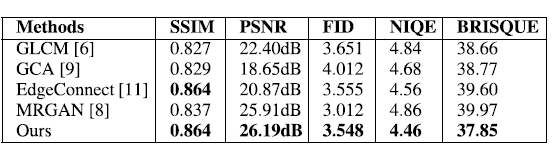 Methods SSIM PSNR FID NIQE BRISQUE
GLCM [6] 0.827 22.40dB 3.651 4.84 38.66
GCA [9] 0.829 18.65dB 4.012 4.68 38.77
EdgeConnect [11] 0.864 20.87dB 3.555 4.56 39.60
MRGAN [8] 0.837 25.91dB 3.012 4.86 39.97
Ours 0.864 26.19dB 3.548 4.46 37.85